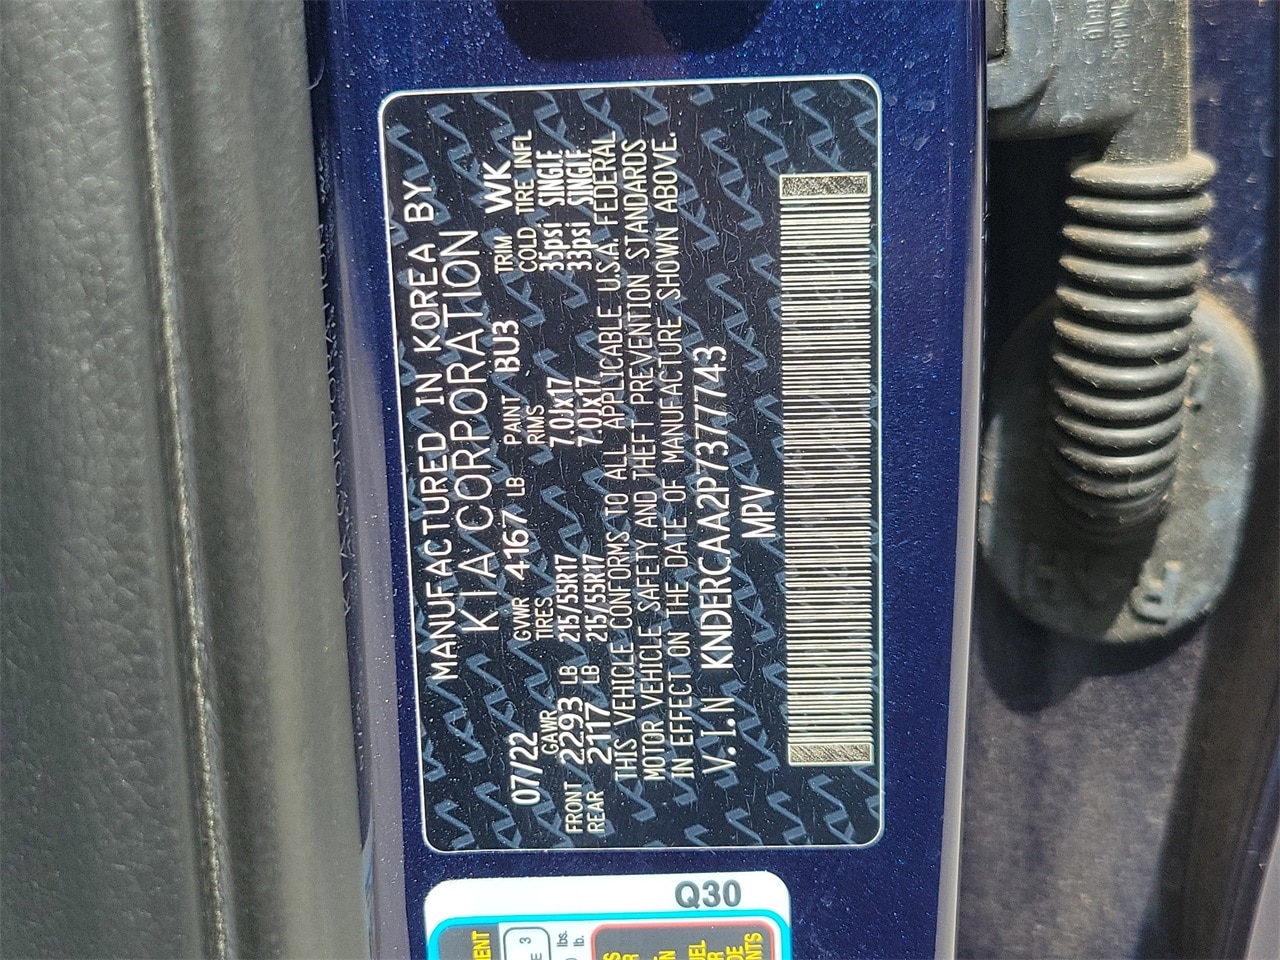 MANUFACTURED IN KOREA BY
KIA CORPORATION
07/22 GVWR 4167 LB PAINT BU3 TRIM WK
GAWR TIRES RIMS COLD TIRE INFL
FRONT 2293 LB 215/55R17 7.0Jx17 35psi SINGLE
REAR 2117 LB 215/55R17 7.0Jx17 33psi SINGLE
THIS VEHICLE CONFORMS TO ALL APPLICABLE U.S.A. FEDERAL
MOTOR VEHICLE SAFETY AND THEFT PREVENTION STANDARDS
IN EFFECT ON THE DATE OF MANUFACTURE SHOWN ABOVE.
V.I.N KNDERCAA2P7377743
MPV
Q30
3
lbs.
lb.